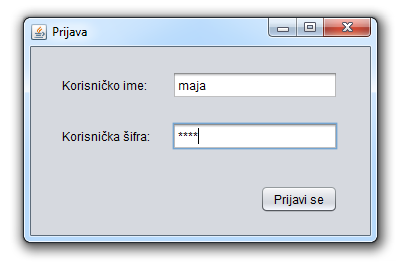 Prijava
Korisničko ime: maja
Korisnička šifra: ****
Prijavi se